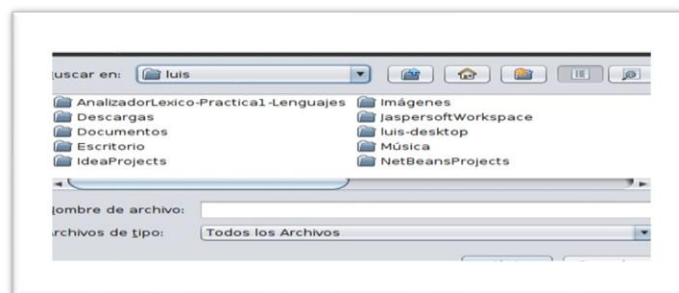 uscar en: luis
AnalizadorLexico-Practica1-Lenguajes Imágenes
Descargas JaspersoftWorkspace
Documentos luis-desktop
Escritorio Música
IdeaProjects NetBeansProjects
ombre de archivo:
rchivos de tipo: Todos los Archivos